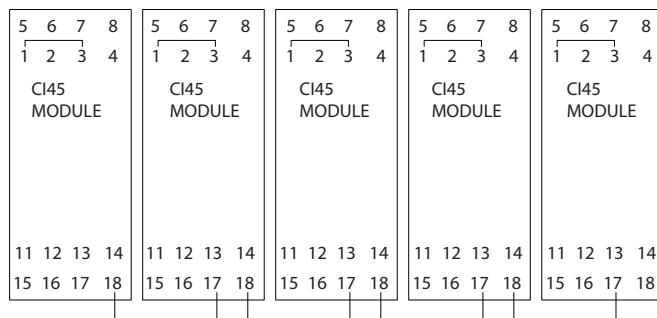 5 6 7 8 5 6 7 8 5 6 7 8 5 6 7 8 5 6 7 8
1 2 3 4 1 2 3 4 1 2 3 4 1 2 3 4 1 2 3 4
CI45 CI45 CI45 CI45 CI45
MODULE MODULE MODULE MODULE MODULE
11 12 13 14 11 12 13 14 11 12 13 14 11 12 13 14 11 12 13 14
15 16 17 18 15 16 17 18 15 16 17 18 15 16 17 18 15 16 17 18